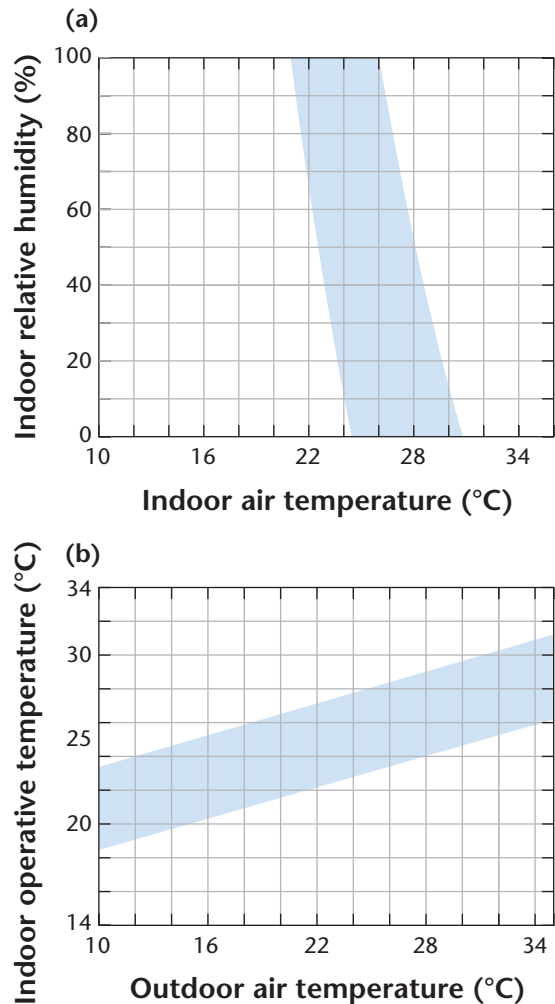 (a)
Indoor relative humidity (%)
100
80
60
40
20
0
10 16 22 28 34
Indoor air temperature (°C)
(b)
Indoor operative temperature (°C)
34
30
25
20
14
10 16 22 28 34
Outdoor air temperature (°C)